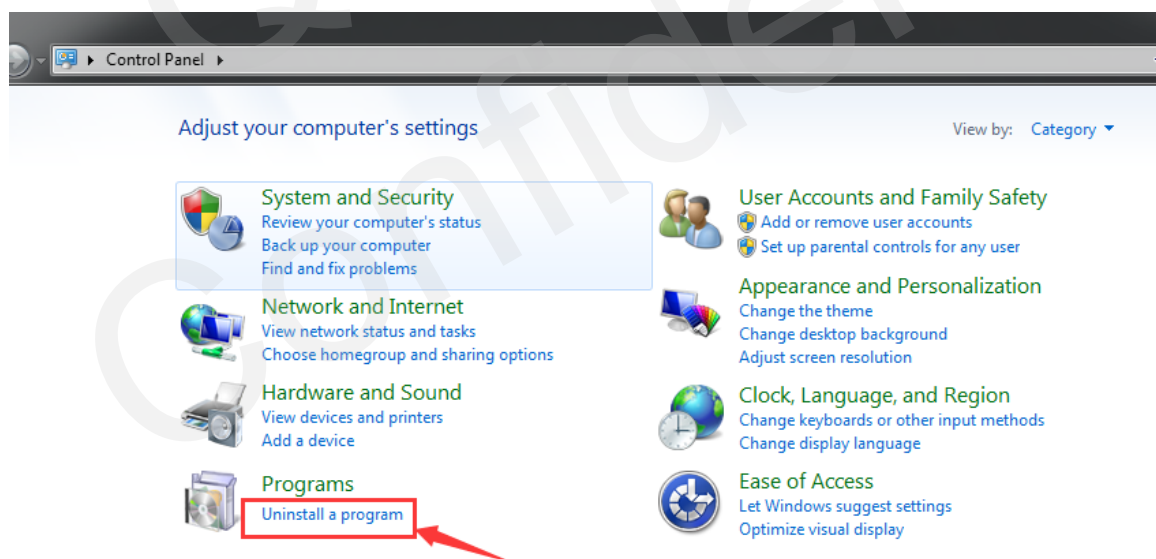 Control Panel
Adjust your computer's settings
View by: Category
System and Security
Review your computer's status
Back up your computer
Find and fix problems
Network and Internet
View network status and tasks
Choose homegroup and sharing options
Hardware and Sound
View devices and printers
Add a device
Programs
Uninstall a program
User Accounts and Family Safety
Add or remove user accounts
Set up parental controls for any user
Appearance and Personalization
Change the theme
Change desktop background
Adjust screen resolution
Clock, Language, and Region
Change keyboards or other input methods
Change display language
Ease of Access
Let Windows suggest settings
Optimize visual display